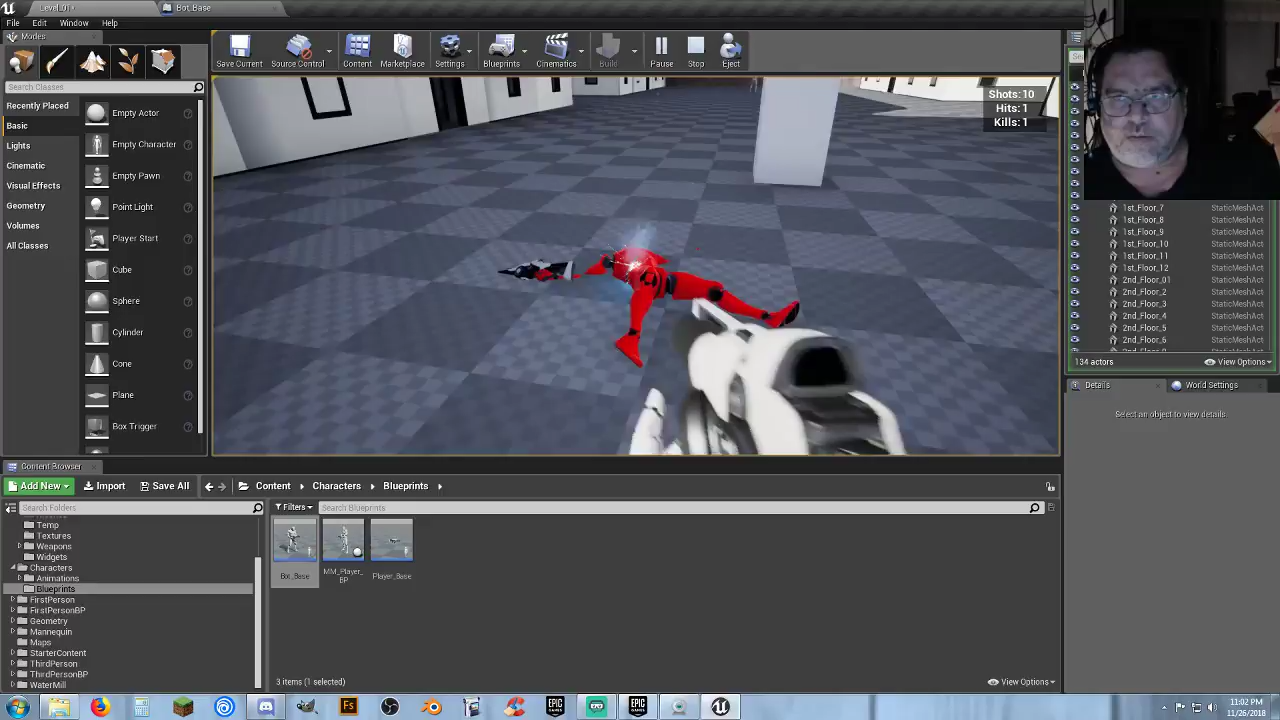 Level_01*
Bot_Base
File Edit Window Help
Modes
Save Current
Source Control
Content
Marketplace
Settings
Blueprints
Cinematics
Build
Pause
Stop
Eject
Search Classes
Recently Placed
Basic
Lights
Cinematic
Visual Effects
Geometry
Volumes
All Classes
Empty Actor
Empty Character
Empty Pawn
Point Light
Player Start
Cube
Sphere
Cylinder
Cone
Plane
Box Trigger
Shots:10
Hits:1
Kills:1
1st_Floor_7 StaticMeshAct
1st_Floor_8 StaticMeshAct
1st_Floor_9 StaticMeshAct
1st_Floor_10 StaticMeshAct
1st_Floor_11 StaticMeshAct
1st_Floor_12 StaticMeshAct
2nd_Floor_01 StaticMeshAct
2nd_Floor_2 StaticMeshAct
2nd_Floor_3 StaticMeshAct
2nd_Floor_4 StaticMeshAct
2nd_Floor_5 StaticMeshAct
2nd_Floor_6 StaticMeshAct
134 actors
View Options
Details
World Settings
Select an object to view details.
Content Browser
Add New
Import
Save All
Content
Characters
Blueprints
Search Folders
Filters
Search Blueprints
Temp
Textures
Weapons
Widgets
Characters
Animations
Blueprints
FirstPerson
FirstPersonBP
Geometry
Mannequin
Maps
StarterContent
ThirdPerson
ThirdPersonBP
WaterMill
Bot_Base
MM_Player_
BP
Player_Base
3 items (1 selected)
View Options
Fs
EPIC
GAMES
EPIC
GAMES
11:02 PM
11/26/2018